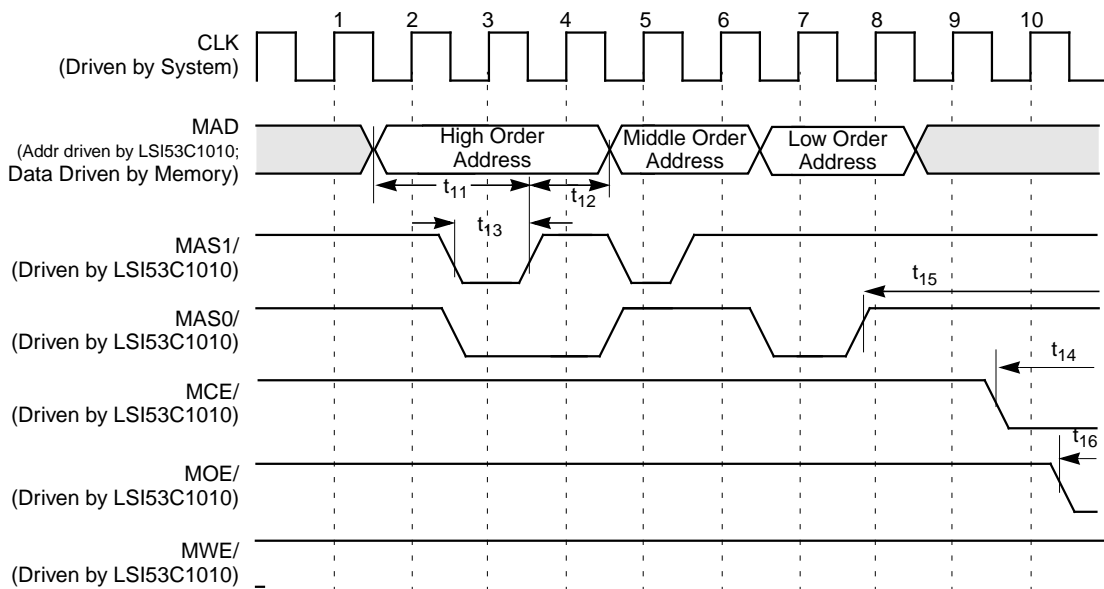 1 2 3 4 5 6 7 8 9 10
CLK
(Driven by System)
MAD
(Addr driven by LSI53C1010;
Data Driven by Memory)
High Order
Address
Middle Order
Address
Low Order
Address
t11
t12
t13
MAS1/
(Driven by LSI53C1010)
t15
MAS0/
(Driven by LSI53C1010)
t14
MCE/
(Driven by LSI53C1010)
t16
MOE/
(Driven by LSI53C1010)
MWE/
(Driven by LSI53C1010)